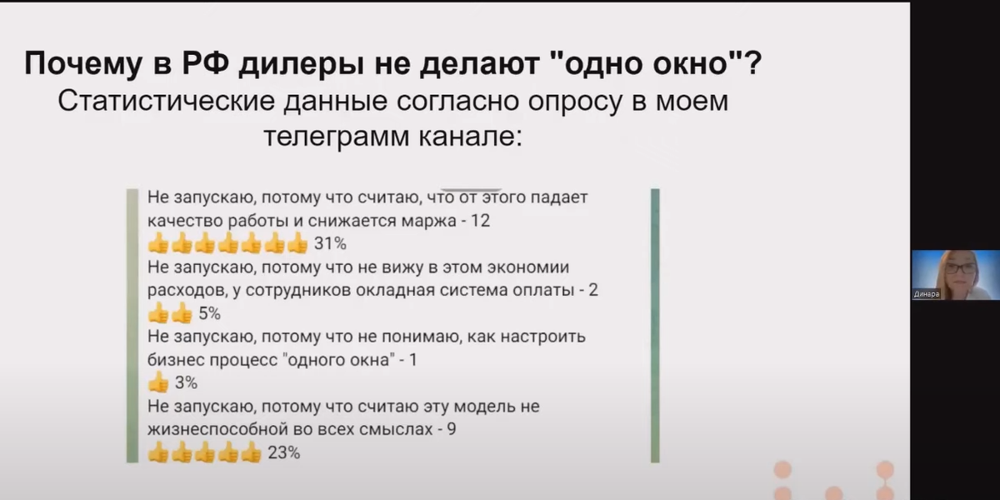 Почему в РФ дилеры не делают "одно окно"?
Статистические данные согласно опросу в моем
телеграмм канале:
Не запускаю, потому что считаю, что от этого падает
качество работы и снижается маржа - 12
👍👍👍👍👍👍👍 31%
Не запускаю, потому что не вижу в этом экономии
расходов, у сотрудников окладная система оплаты - 2
👍👍 5%
Не запускаю, потому что не понимаю, как настроить
бизнес процесс "одного окна" - 1
👍 3%
Не запускаю, потому что считаю эту модель не
жизнеспособной во всех смыслах - 9
👍👍👍👍👍 23%
Динара